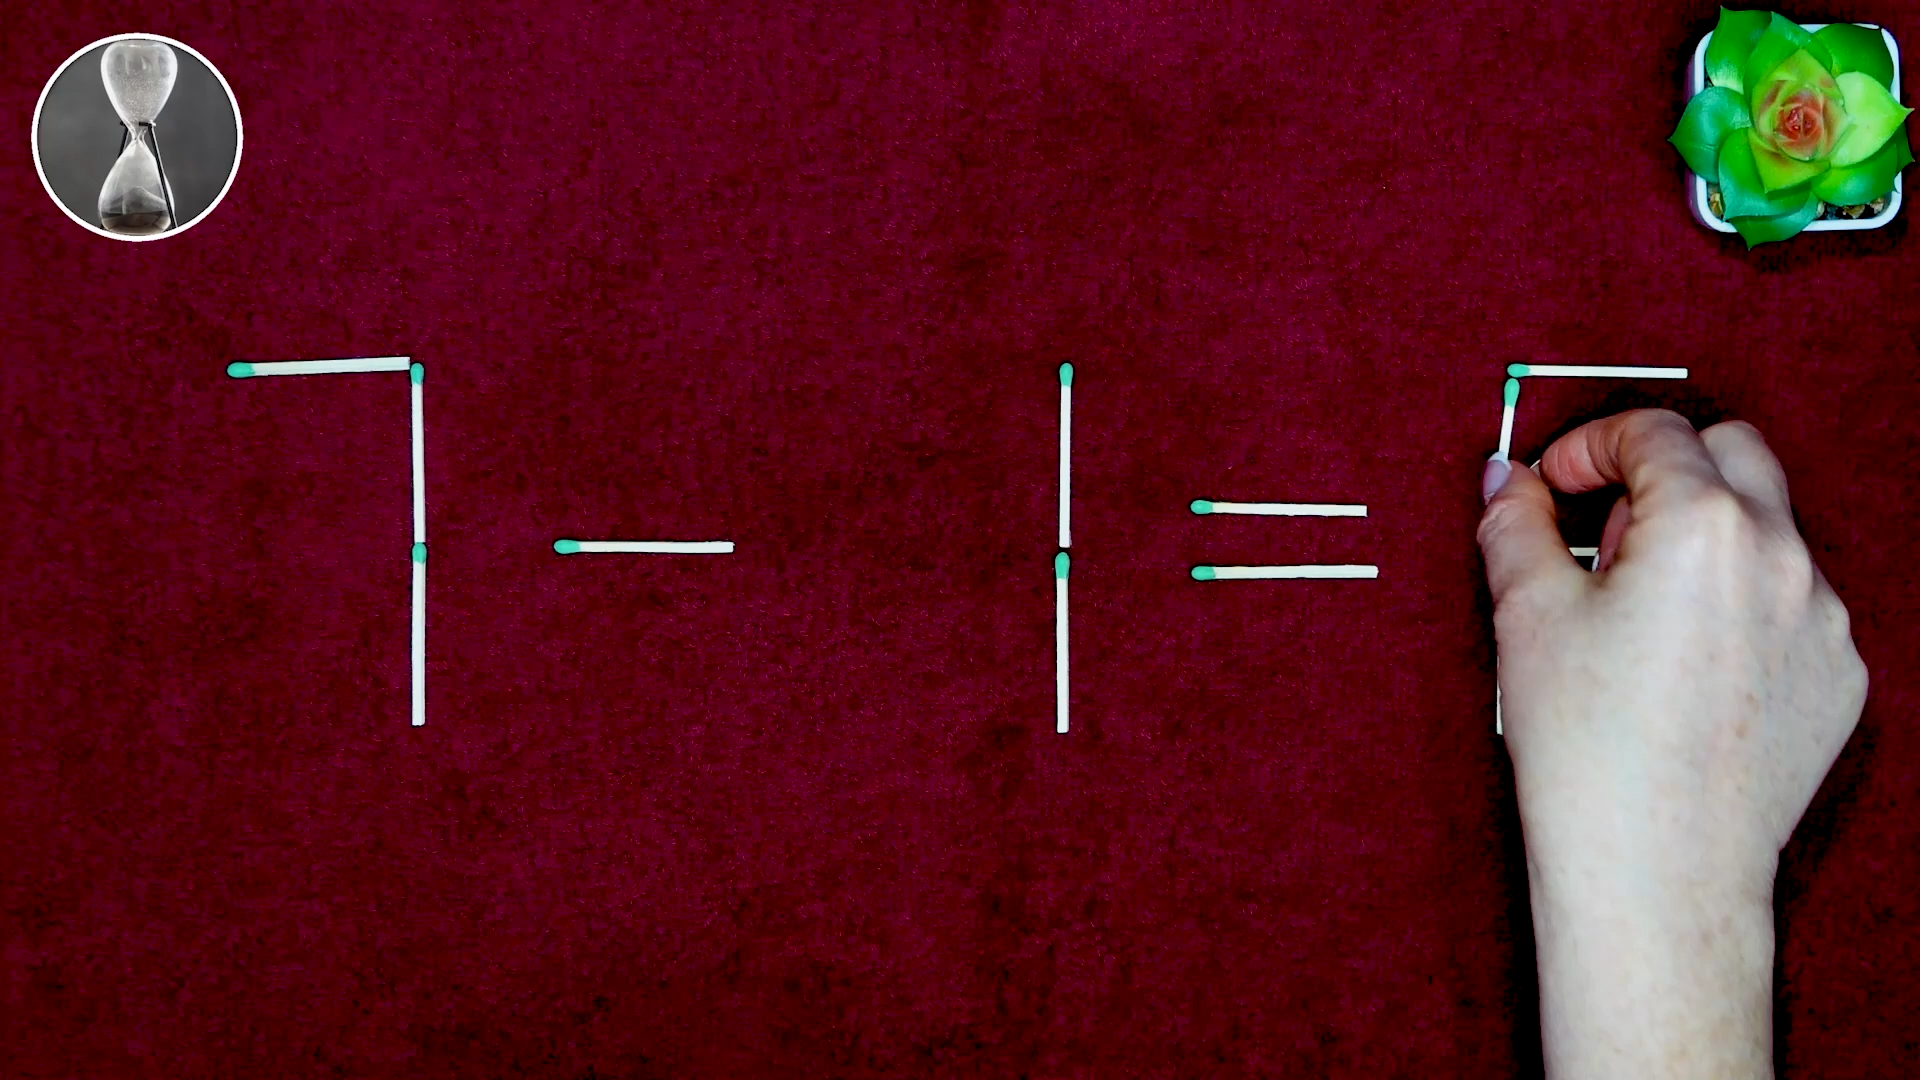 7 - 1 =